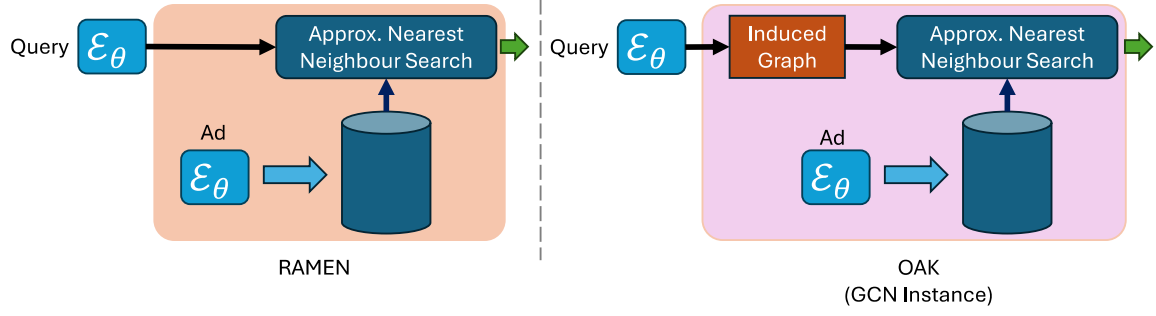 Query
ℰθ
Approx. Nearest
Neighbour Search
Ad
ℰθ
RAMEN
Query
ℰθ
Induced
Graph
Approx. Nearest
Neighbour Search
Ad
ℰθ
OAK
(GCN Instance)